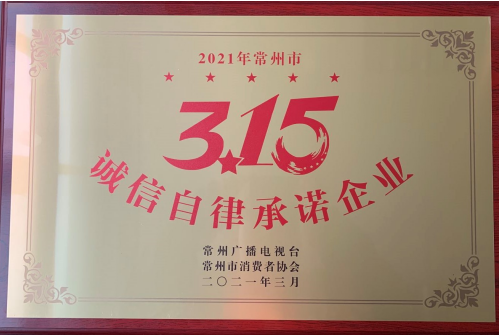 2021年常州市
3.15
诚信自律承诺企业
常州广播电视台
常州市消费者协会
二〇二一年三月